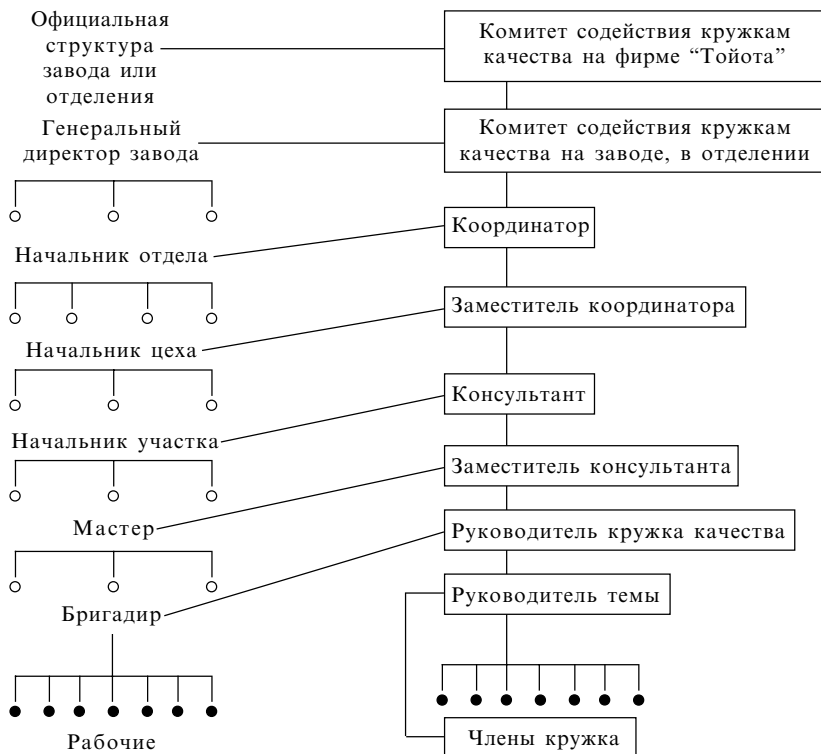 Официальная
структура
завода или
отделения
Комитет содействия кружкам
качества на фирме “Тойота”
Генеральный
директор завода
Комитет содействия кружкам
качества на заводе, в отделении
Координатор
Начальник отдела
Заместитель координатора
Начальник цеха
Консультант
Начальник участка
Заместитель консультанта
Мастер
Руководитель кружка качества
Руководитель темы
Бригадир
Рабочие
Члены кружка